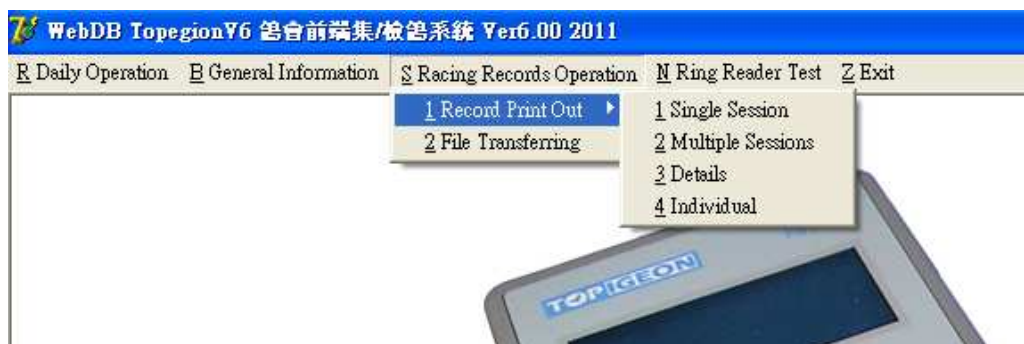 WebDB TopegionV6 鴿會前端集/檢鴿系統 Ver6.00 2011
R Daily Operation B General Information S Racing Records Operation N Ring Reader Test Z Exit
1 Record Print Out
2 File Transferring
1 Single Session
2 Multiple Sessions
3 Details
4 Individual
TOPIGEON